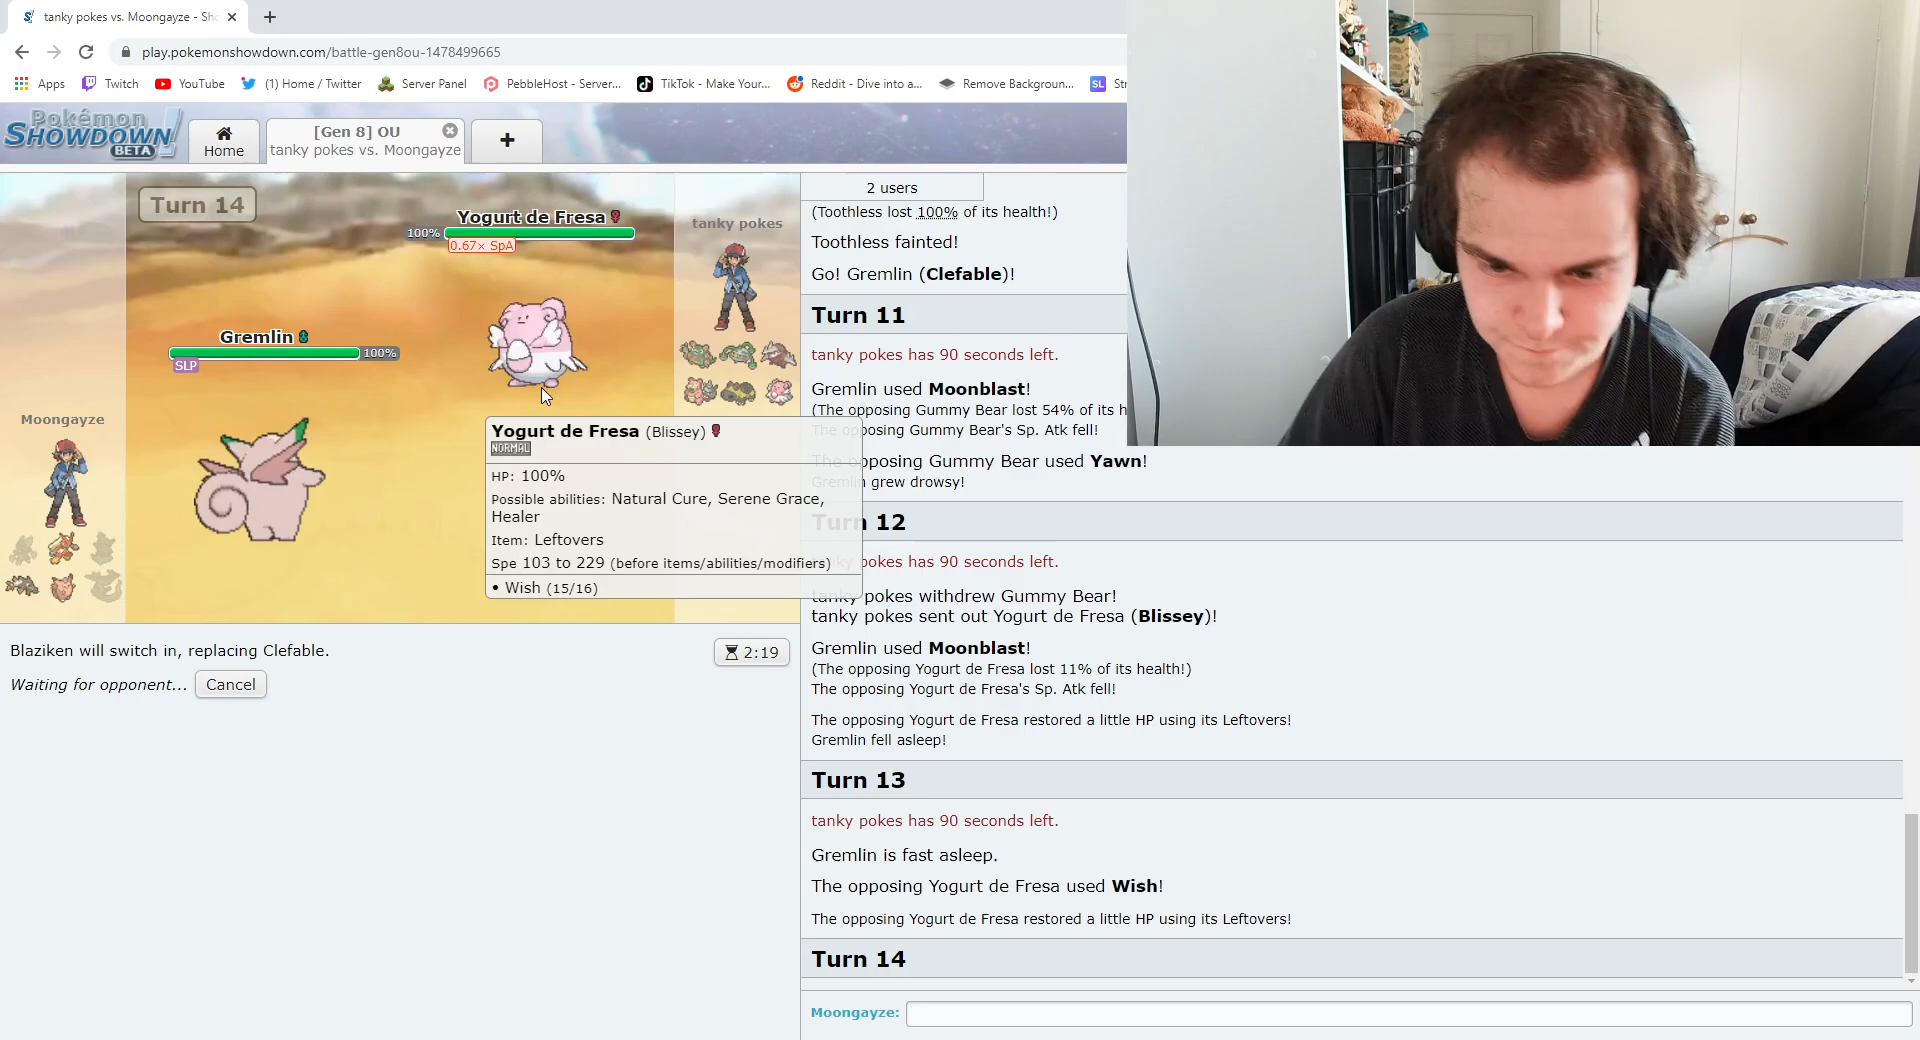 tanky pokes vs. Moongayze - Sho
play.pokemonshowdown.com/battle-gen8ou-1478499665
Apps Twitch YouTube (1) Home / Twitter Server Panel PebbleHost - Server... TikTok - Make Your... Reddit - Dive into a... Remove Backgroun... SL Str
Pokémon
SHOWDOWN!
BETA
Home
[Gen 8] OU
tanky pokes vs. Moongayze
+
Turn 14
Yogurt de Fresa
100%
0.67× SpA
tanky pokes
Gremlin
100%
SLP
Moongayze
Yogurt de Fresa (Blissey)
NORMAL
HP: 100%
Possible abilities: Natural Cure, Serene Grace,
Healer
Item: Leftovers
Spe 103 to 229 (before items/abilities/modifiers)
• Wish (15/16)
Blaziken will switch in, replacing Clefable.
2:19
Waiting for opponent... Cancel
2 users
(Toothless lost 100% of its health!)
Toothless fainted!
Go! Gremlin (Clefable)!
Turn 11
tanky pokes has 90 seconds left.
Gremlin used Moonblast!
(The opposing Gummy Bear lost 54% of its h
The opposing Gummy Bear's Sp. Atk fell!
The opposing Gummy Bear used Yawn!
Gremlin grew drowsy!
Turn 12
tanky pokes has 90 seconds left.
tanky pokes withdrew Gummy Bear!
tanky pokes sent out Yogurt de Fresa (Blissey)!
Gremlin used Moonblast!
(The opposing Yogurt de Fresa lost 11% of its health!)
The opposing Yogurt de Fresa's Sp. Atk fell!
The opposing Yogurt de Fresa restored a little HP using its Leftovers!
Gremlin fell asleep!
Turn 13
tanky pokes has 90 seconds left.
Gremlin is fast asleep.
The opposing Yogurt de Fresa used Wish!
The opposing Yogurt de Fresa restored a little HP using its Leftovers!
Turn 14
Moongayze: